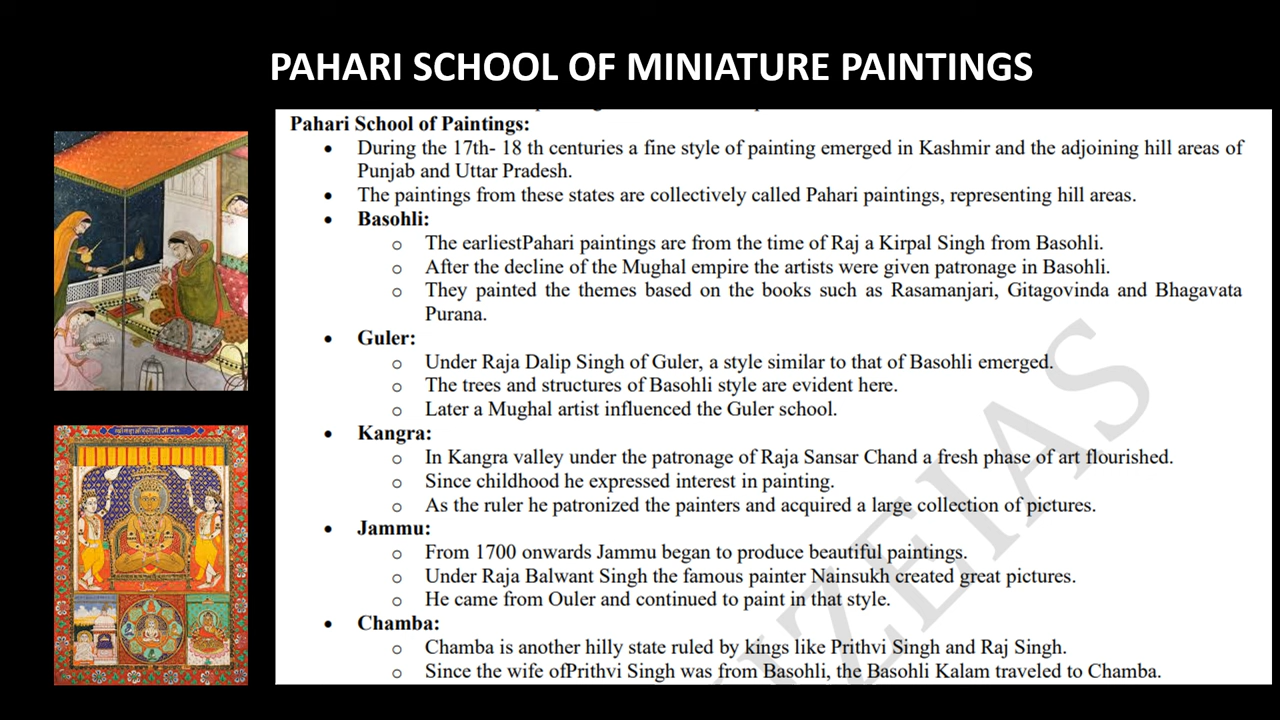 PAHARI SCHOOL OF MINIATURE PAINTINGS
Pahari School of Paintings:
• During the 17th- 18 th centuries a fine style of painting emerged in Kashmir and the adjoining hill areas of
Punjab and Uttar Pradesh.
• The paintings from these states are collectively called Pahari paintings, representing hill areas.
• Basohli:
o The earliestPahari paintings are from the time of Raj a Kirpal Singh from Basohli.
o After the decline of the Mughal empire the artists were given patronage in Basohli.
o They painted the themes based on the books such as Rasamanjari, Gitagovinda and Bhagavata
Purana.
• Guler:
o Under Raja Dalip Singh of Guler, a style similar to that of Basohli emerged.
o The trees and structures of Basohli style are evident here.
o Later a Mughal artist influenced the Guler school.
• Kangra:
o In Kangra valley under the patronage of Raja Sansar Chand a fresh phase of art flourished.
o Since childhood he expressed interest in painting.
o As the ruler he patronized the painters and acquired a large collection of pictures.
• Jammu:
o From 1700 onwards Jammu began to produce beautiful paintings.
o Under Raja Balwant Singh the famous painter Nainsukh created great pictures.
o He came from Ouler and continued to paint in that style.
• Chamba:
o Chamba is another hilly state ruled by kings like Prithvi Singh and Raj Singh.
o Since the wife ofPrithvi Singh was from Basohli, the Basohli Kalam traveled to Chamba.
ZEIAS